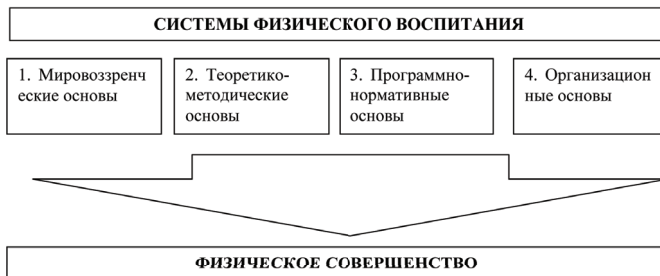 СИСТЕМЫ ФИЗИЧЕСКОГО ВОСПИТАНИЯ
1. Мировоззренч
еские основы
2. Теоретико-
методические
основы
3. Программно-
нормативные
основы
4. Организацион
ные основы
ФИЗИЧЕСКОЕ СОВЕРШЕНСТВО